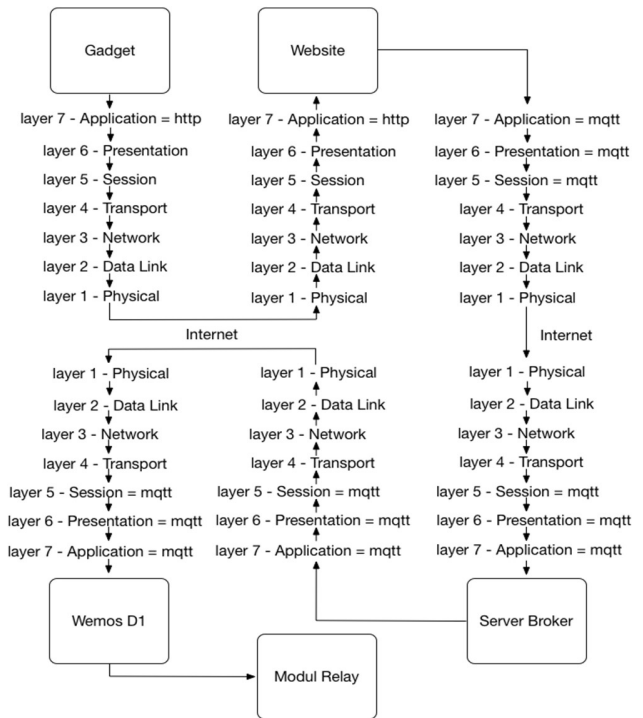 Gadget
layer 7 - Application = http
layer 6 - Presentation
layer 5 - Session
layer 4 - Transport
layer 3 - Network
layer 2 - Data Link
layer 1 - Physical
Website
layer 7 - Application = http
layer 6 - Presentation
layer 5 - Session
layer 4 - Transport
layer 3 - Network
layer 2 - Data Link
layer 1 - Physical
Internet
layer 7 - Application = mqtt
layer 6 - Presentation = mqtt
layer 5 - Session = mqtt
layer 4 - Transport
layer 3 - Network
layer 2 - Data Link
layer 1 - Physical
Internet
layer 1 - Physical
layer 2 - Data Link
layer 3 - Network
layer 4 - Transport
layer 5 - Session = mqtt
layer 6 - Presentation = mqtt
layer 7 - Application = mqtt
Server Broker
layer 1 - Physical
layer 2 - Data Link
layer 3 - Network
layer 4 - Transport
layer 5 - Session = mqtt
layer 6 - Presentation = mqtt
layer 7 - Application = mqtt
layer 1 - Physical
layer 2 - Data Link
layer 3 - Network
layer 4 - Transport
layer 5 - Session = mqtt
layer 6 - Presentation = mqtt
layer 7 - Application = mqtt
Wemos D1
Modul Relay